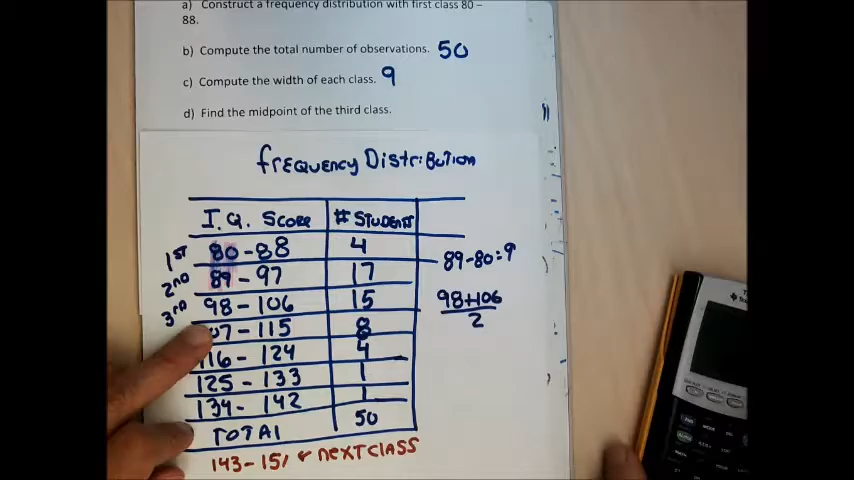 a) Construct a frequency distribution with first class 80 –
88.
b) Compute the total number of observations. 50
c) Compute the width of each class. 9
d) Find the midpoint of the third class.
frequency Distribution
I.Q. Score # Student
1ST 80-88 4
2nd 89-97 17
3rd 98-106 15
07-115 8
116-124 4
125-133 1
134-142 1
TOTAl 50
89-80=9
98+106
2
143-151 next class